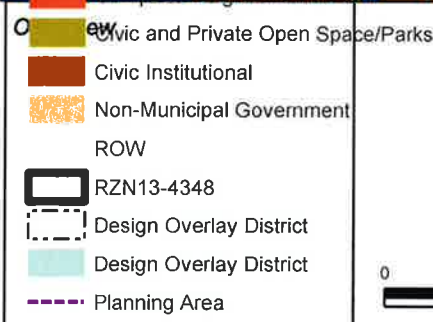 Civic and Private Open Space/Parks
Civic Institutional
Non-Municipal Government
ROW
RZN13-4348
Design Overlay District
Design Overlay District
Planning Area
0